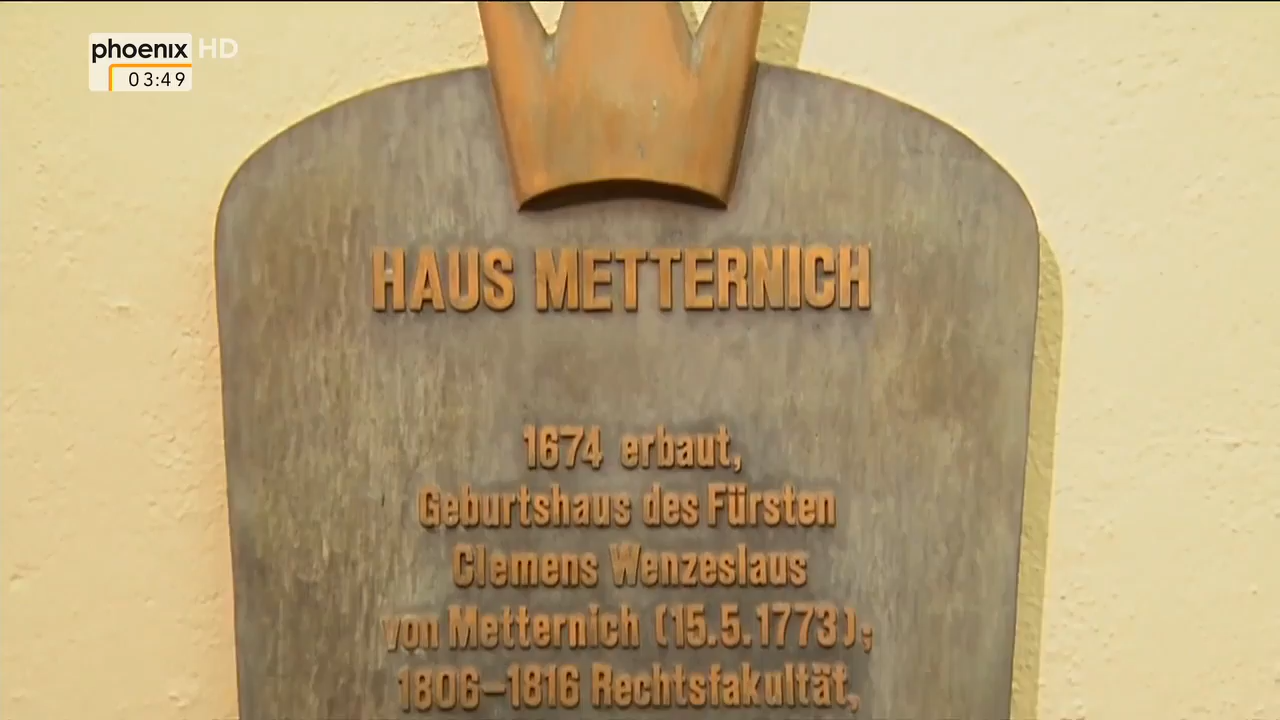 phoenix HD
03:49
HAUS METTERNICH
1674 erbaut,
Geburtshaus des Fürsten
Clemens Wenzeslaus
von Metternich (15.5.1773);
1806–1816 Rechtsfakultät,